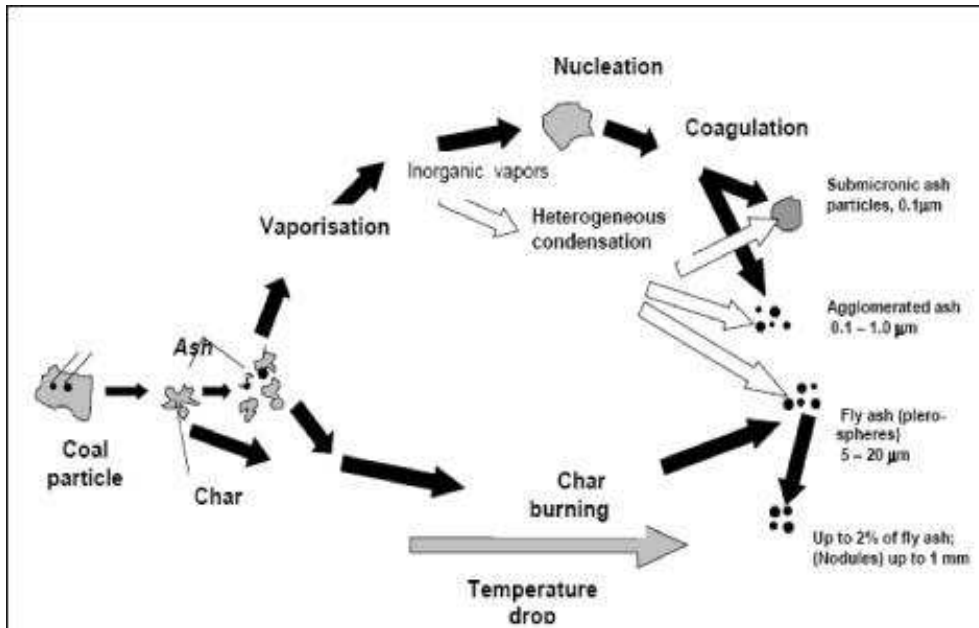 Nucleation
Coagulation
Inorganic vapors
Submicronic ash
particles, 0.1μm
Vaporisation
Heterogeneous
condensation
Agglomerated ash
0.1 – 1.0 μm
Ash
Coal
particle
Char
Fly ash (plero-
spheres)
5 – 20 μm
Char
burning
Up to 2% of fly ash;
(Nodules) up to 1 mm
Temperature
drop